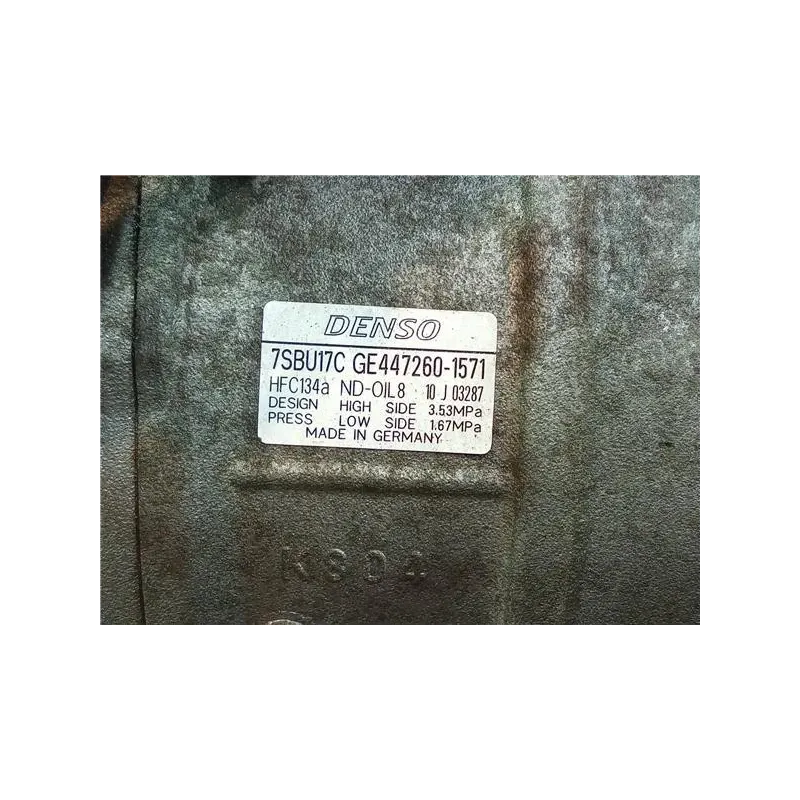 DENSO
7SBU17C GE447260-1571
HFC134a ND-OIL8 10 J 03287
DESIGN HIGH SIDE 3.53MPa
PRESS LOW SIDE 1.67MPa
MADE IN GERMANY
KS04